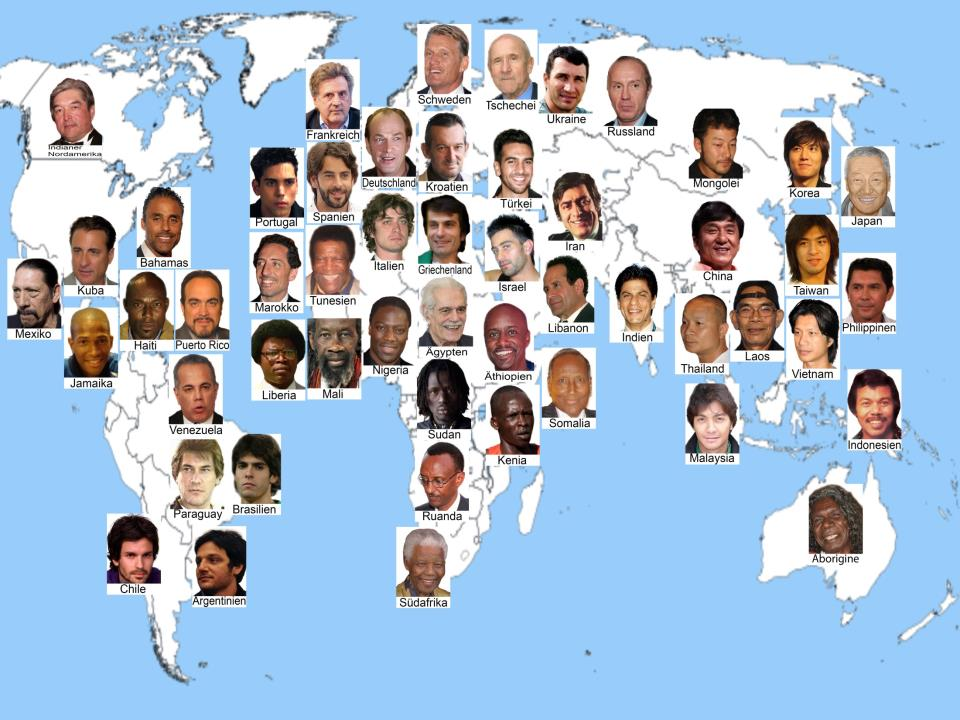 Schweden
Tschechei
Ukraine
Russland
Frankreich
Indianer
Nordamerika
Deutschland
Kroatien
Türkei
Mongolei
Korea
Japan
Portugal
Spanien
Iran
Bahamas
Italien
Griechenland
Israel
China
Taiwan
Kuba
Marokko
Tunesien
Libanon
Indien
Philippinen
Mexiko
Haiti
Puerto Rico
Ägypten
Laos
Thailand
Vietnam
Jamaika
Liberia
Mali
Nigeria
Äthiopien
Somalia
Venezuela
Sudan
Kenia
Malaysia
Indonesien
Paraguay
Brasilien
Ruanda
Aborigine
Chile
Argentinien
Südafrika